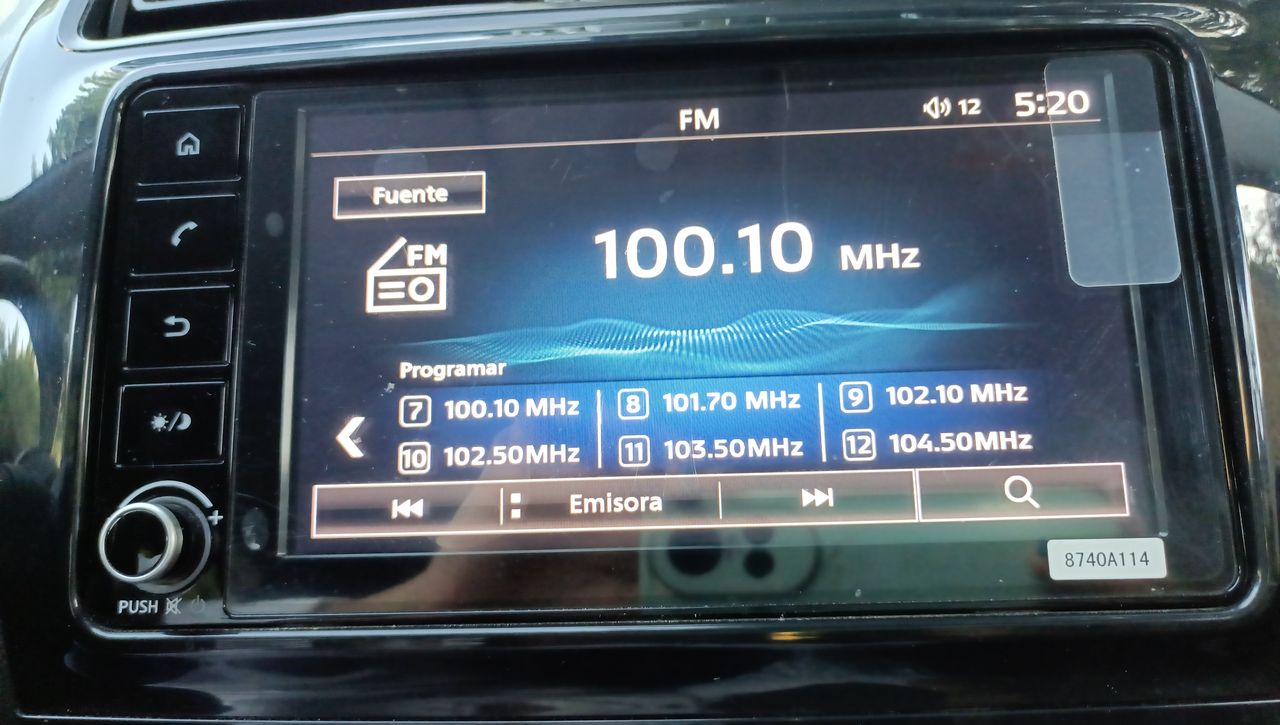 FM 12 5:20
Fuente
FM
100.10 MHz
Programar
7 100.10 MHz 8 101.70 MHz 9 102.10 MHz
10 102.50MHz 11 103.50MHz 12 104.50MHz
Emisora
8740A114
+
PUSH